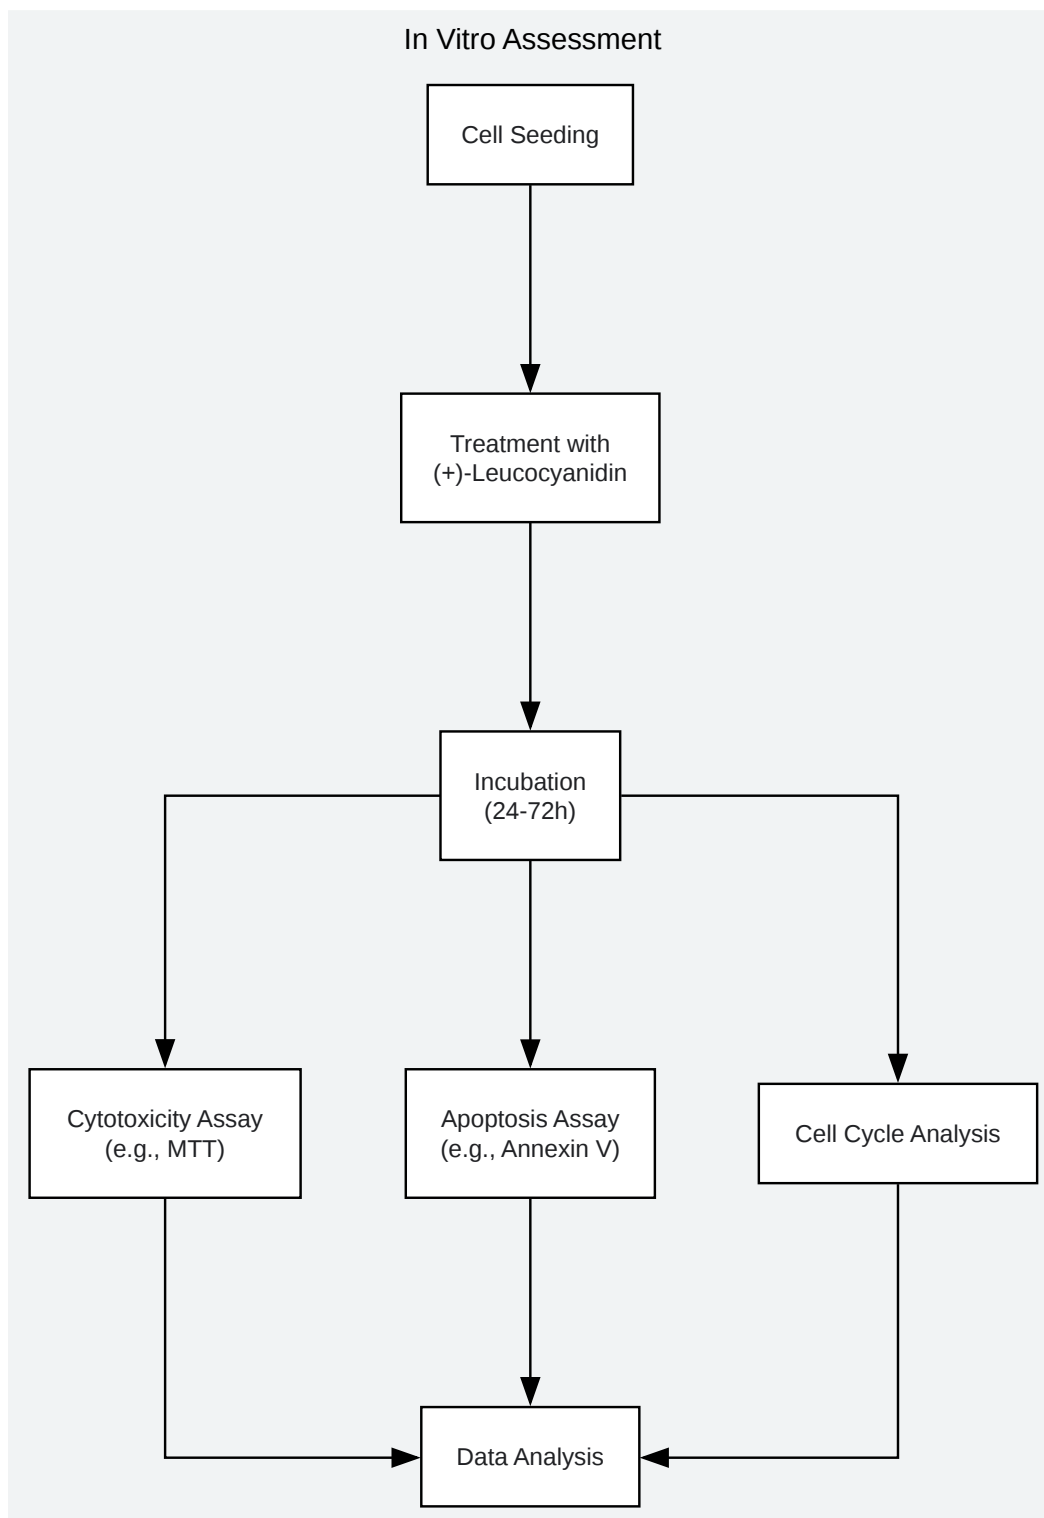 In Vitro Assessment
Cell Seeding
Treatment with
(+)-Leucocyanidin
Incubation
(24-72h)
Cytotoxicity Assay
(e.g., MTT)
Apoptosis Assay
(e.g., Annexin V)
Cell Cycle Analysis
Data Analysis